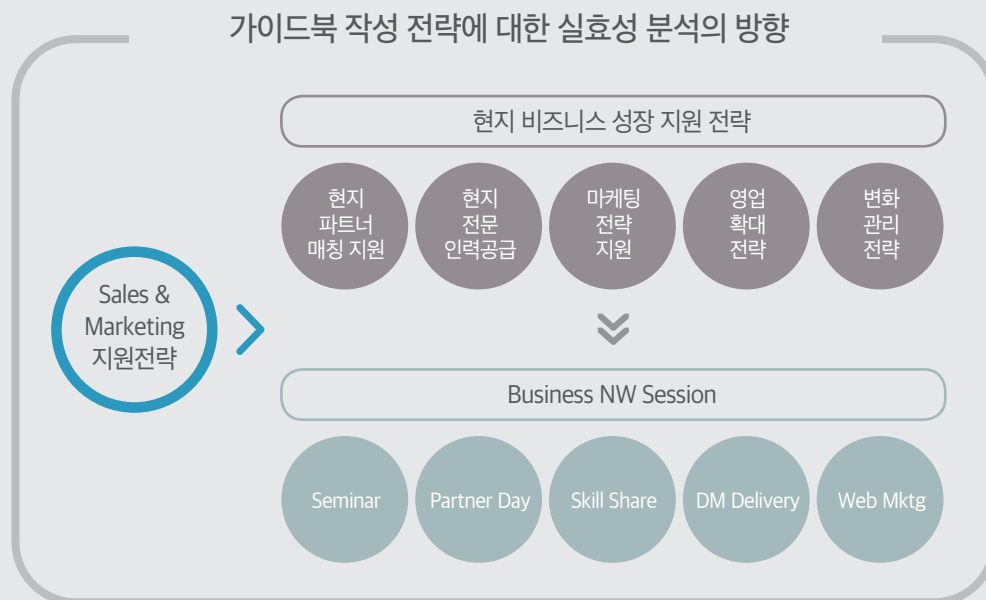 가이드북 작성 전략에 대한 실효성 분석의 방향
Sales &
Marketing
지원전략
현지 비즈니스 성장 지원 전략
현지
파트너
매칭 지원
현지
전문
인력공급
마케팅
전략
지원
영업
확대
전략
변화
관리
전략
Business NW Session
Seminar
Partner Day
Skill Share
DM Delivery
Web Mktg